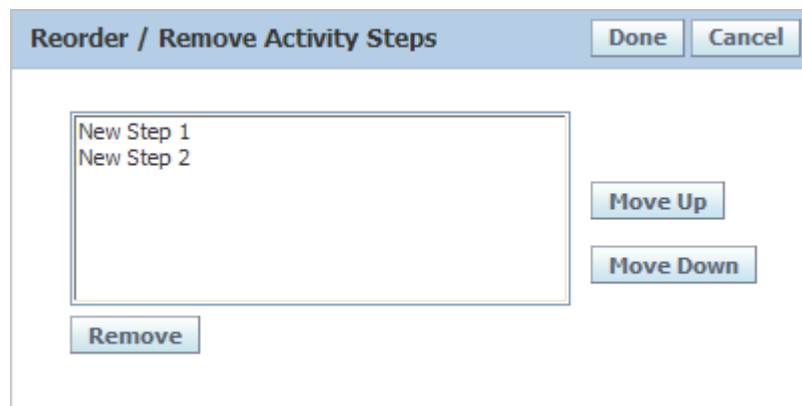 Reorder / Remove Activity Steps
Done
Cancel
New Step 1
New Step 2
Move Up
Move Down
Remove